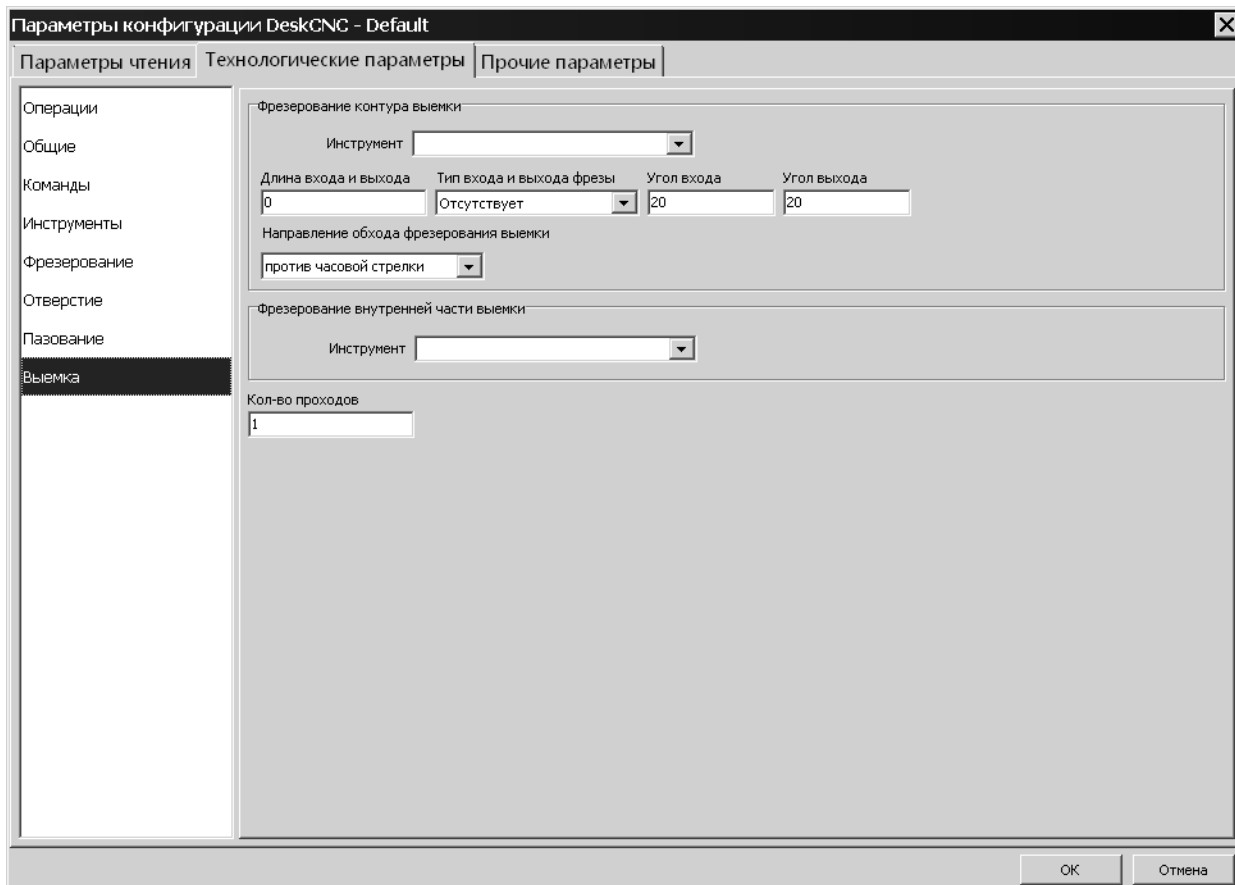 Параметры конфигурации DeskCNC - Default
Параметры чтения Технологические параметры Прочие параметры
Операции
Общие
Команды
Инструменты
Фрезерование
Отверстие
Пазование
Выемка
Фрезерование контура выемки
Инструмент
Длина входа и выхода Тип входа и выхода фрезы Угол входа Угол выхода
0 Отсутствует 20 20
Направление обхода фрезерования выемки
против часовой стрелки
Фрезерование внутренней части выемки
Инструмент
Кол-во проходов
1
ОК Отмена